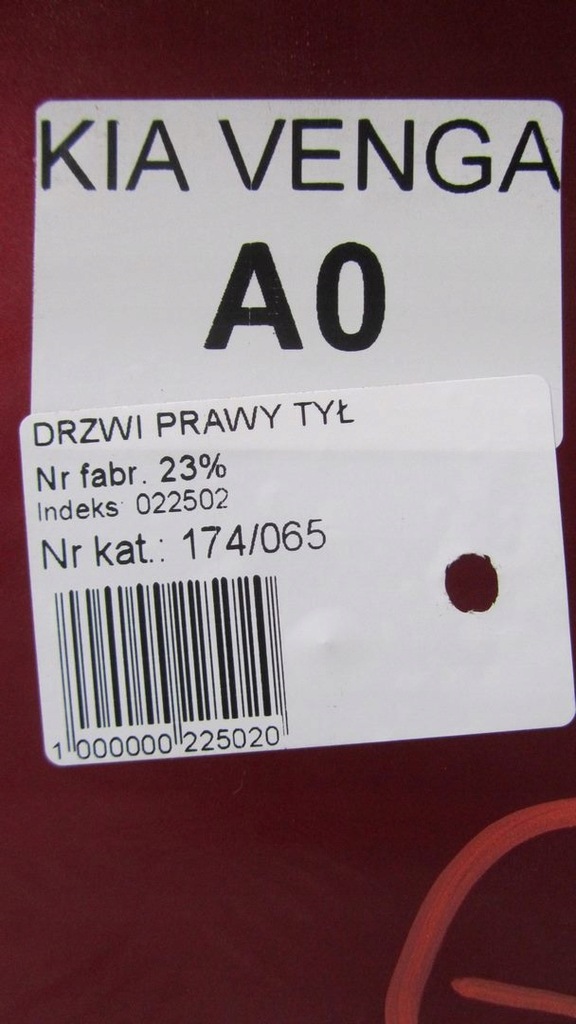 KIA VENGA
A0
DRZWI PRAWY TYŁ
Nr fabr. 23%
Indeks: 022502
Nr kat.: 174/065
1 000000 225020